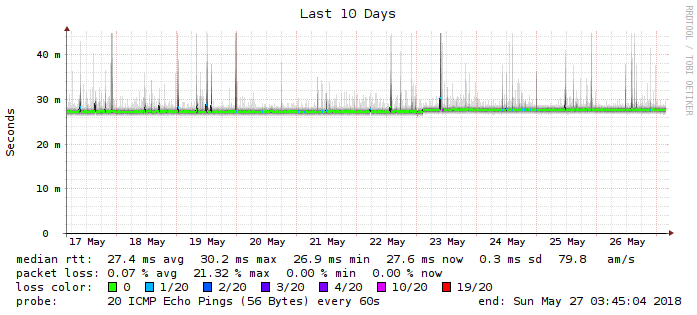 Last 10 Days
RRDTOOL / TOBI OETIKER
Seconds
40 m
30 m
20 m
10 m
0
17 May 18 May 19 May 20 May 21 May 22 May 23 May 24 May 25 May 26 May
median rtt: 27.4 ms avg 30.2 ms max 26.9 ms min 27.6 ms now 0.3 ms sd 79.8 am/s
packet loss: 0.07 % avg 21.32 % max 0.00 % min 0.00 % now
loss color: 0 1/20 2/20 3/20 4/20 10/20 19/20
probe: 20 ICMP Echo Pings (56 Bytes) every 60s end: Sun May 27 03:45:04 2018